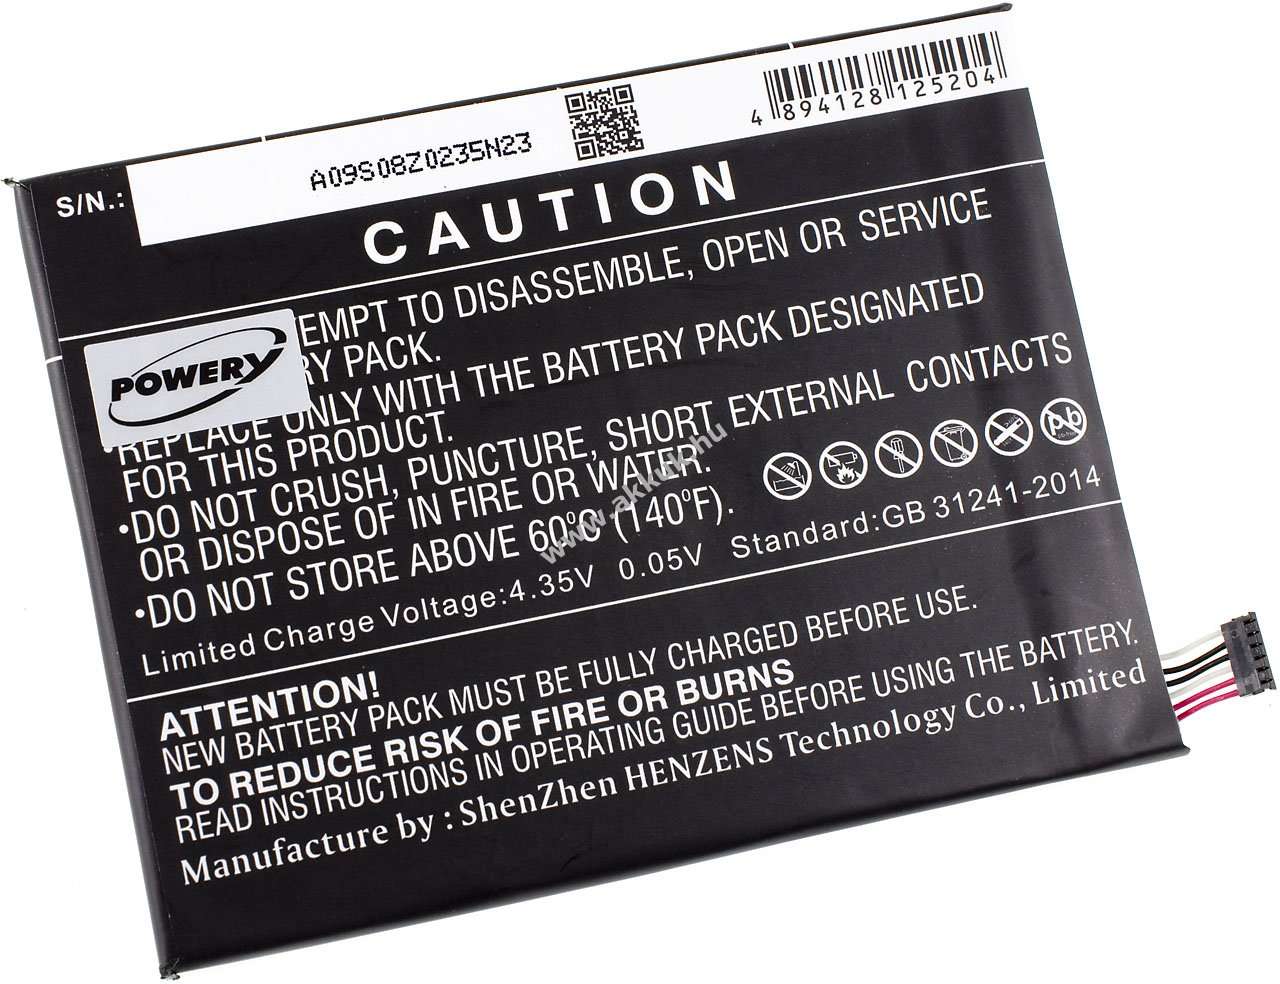 4 894128 125204
A09S08Z0235N23
S/N.:
CAUTION
EMPT TO DISASSEMBLE, OPEN OR SERVICE
RY PACK.
POWERY
REPLACE ONLY WITH THE BATTERY PACK DESIGNATED
FOR THIS PRODUCT.
•DO NOT CRUSH, PUNCTURE, SHORT EXTERNAL CONTACTS
OR DISPOSE OF IN FIRE OR WATER.
•DO NOT STORE ABOVE 60°C (140°F).
Limited Charge Voltage:4.35V 0.05V
Standard:GB 31241-2014
www.akkuk.hu
ATTENTION!
NEW BATTERY PACK MUST BE FULLY CHARGED BEFORE USE.
TO REDUCE RISK OF FIRE OR BURNS
READ INSTRUCTIONS IN OPERATING GUIDE BEFORE USING THE BATTERY.
Manufacture by : ShenZhen HENZENS Technology Co., Limited